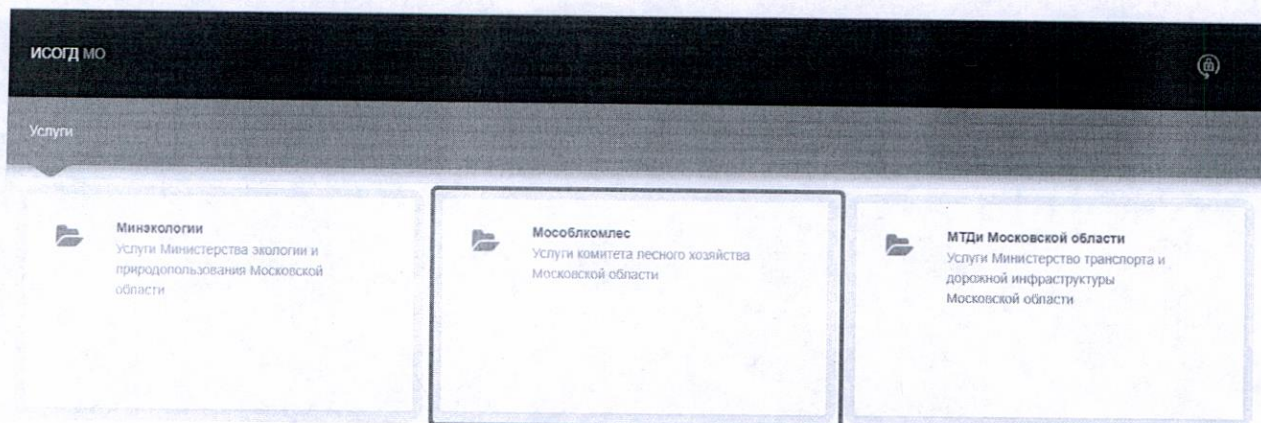 ИСОГД МО
Услуги
Минэкологии
Услуги Министерства экологии и
природопользования Московской
области
Мособлкомлес
Услуги комитета лесного хозяйства
Московской области
МТДи Московской области
Услуги Министерство транспорта и
дорожной инфраструктуры
Московской области